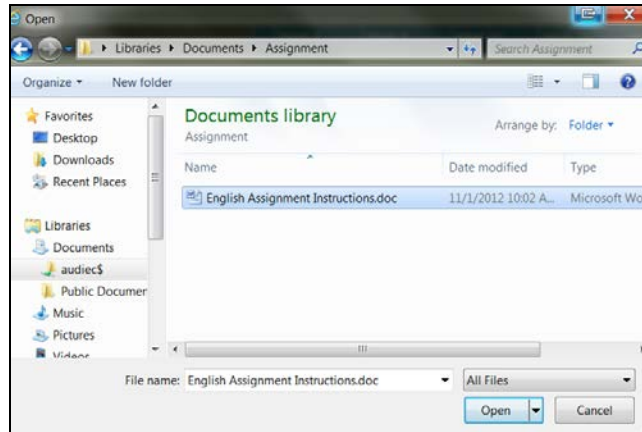 Open
Libraries ▸ Documents ▸ Assignment
Search Assignment
Organize
New folder
Favorites
Desktop
Downloads
Recent Places
Libraries
Documents
audiec$
Public Documer
Music
Pictures
Videos
Documents library
Assignment
Arrange by: Folder
Name Date modified Type
English Assignment Instructions.doc 11/1/2012 10:02 A... Microsoft Wo
File name: English Assignment Instructions.doc
All Files
Open
Cancel